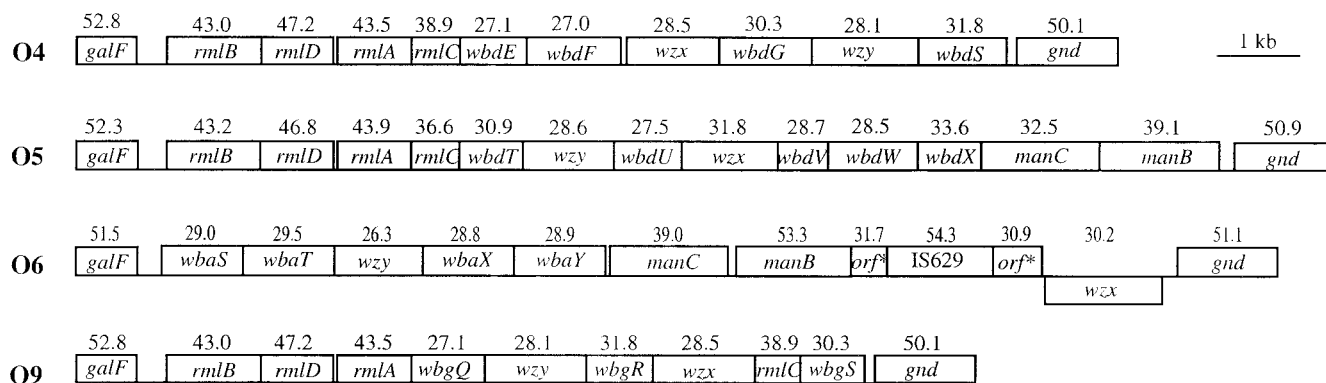 52.8 43.0 47.2 43.5 38.9 27.1 27.0 28.5 30.3 28.1 31.8 50.1
O4 galF rmlB rmlD rmlA rmlC wbdE wbdF wzx wbdG wzy wbdS gnd 1 kb
52.3 43.2 46.8 43.9 36.6 30.9 28.6 27.5 31.8 28.7 28.5 33.6 32.5 39.1 50.9
O5 galF rmlB rmlD rmlA rmlC wbdT wzy wbdU wzx wbdV wbdW wbdX manC manB gnd
51.5 29.0 29.5 26.3 28.8 28.9 39.0 53.3 31.7 54.3 30.9 30.2 51.1
O6 galF wbaS wbaT wzy wbaX wbaY manC manB orf* IS629 orf* gnd
wzx
52.8 43.0 47.2 43.5 27.1 28.1 31.8 28.5 38.9 30.3 50.1
O9 galF rmlB rmlD rmlA wbgQ wzy wbgR wzx rmlC wbgS gnd